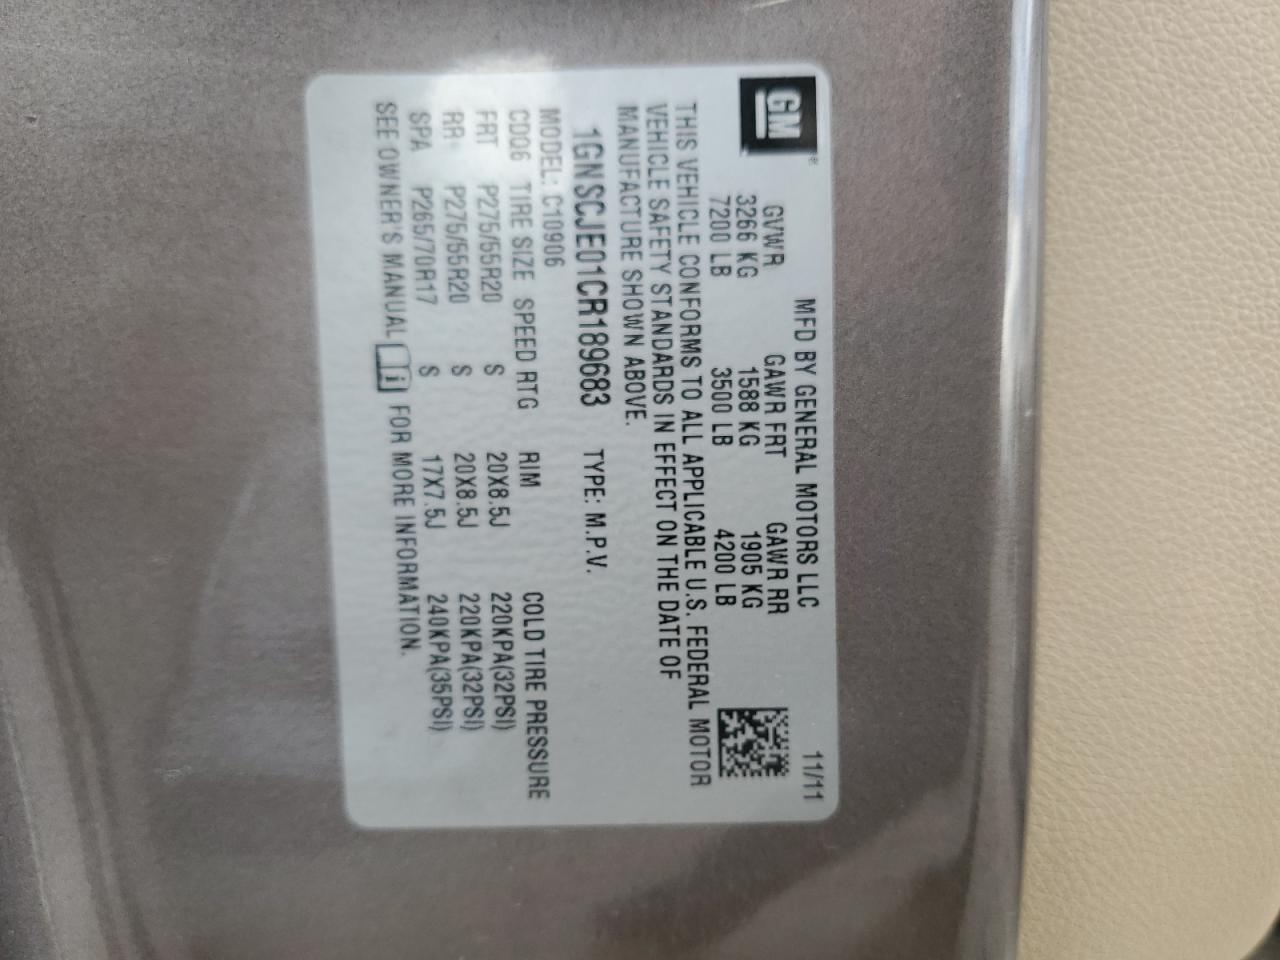 GM
MFD BY GENERAL MOTORS LLC 11/11
GVWR GAWR FRT GAWR RR
3266 KG 1588 KG 1905 KG
7200 LB 3500 LB 4200 LB
THIS VEHICLE CONFORMS TO ALL APPLICABLE U.S. FEDERAL MOTOR
VEHICLE SAFETY STANDARDS IN EFFECT ON THE DATE OF
MANUFACTURE SHOWN ABOVE.
1GNSCJE01CR189683 TYPE: M.P.V.
MODEL: C10906
CDQ6 TIRE SIZE SPEED RTG RIM COLD TIRE PRESSURE
FRT P275/55R20 S 20X8.5J 220KPA(32PSI)
RR P275/55R20 S 20X8.5J 220KPA(32PSI)
SPA P265/70R17 S 17X7.5J 240KPA(35PSI)
SEE OWNER'S MANUAL i FOR MORE INFORMATION.